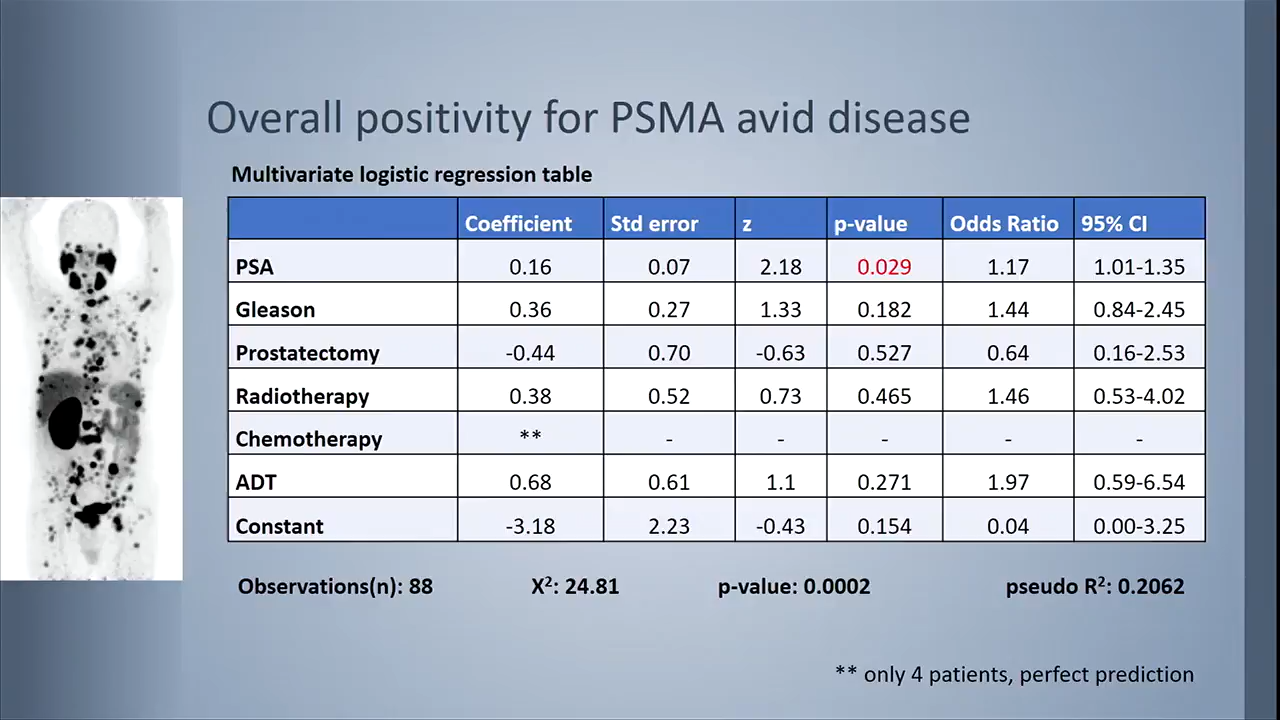 Overall positivity for PSMA avid disease
Multivariate logistic regression table
Coefficient Std error z p-value Odds Ratio 95% CI
PSA 0.16 0.07 2.18 0.029 1.17 1.01-1.35
Gleason 0.36 0.27 1.33 0.182 1.44 0.84-2.45
Prostatectomy -0.44 0.70 -0.63 0.527 0.64 0.16-2.53
Radiotherapy 0.38 0.52 0.73 0.465 1.46 0.53-4.02
Chemotherapy ** - - - - -
ADT 0.68 0.61 1.1 0.271 1.97 0.59-6.54
Constant -3.18 2.23 -0.43 0.154 0.04 0.00-3.25
Observations(n): 88 X²: 24.81 p-value: 0.0002 pseudo R²: 0.2062
** only 4 patients, perfect prediction